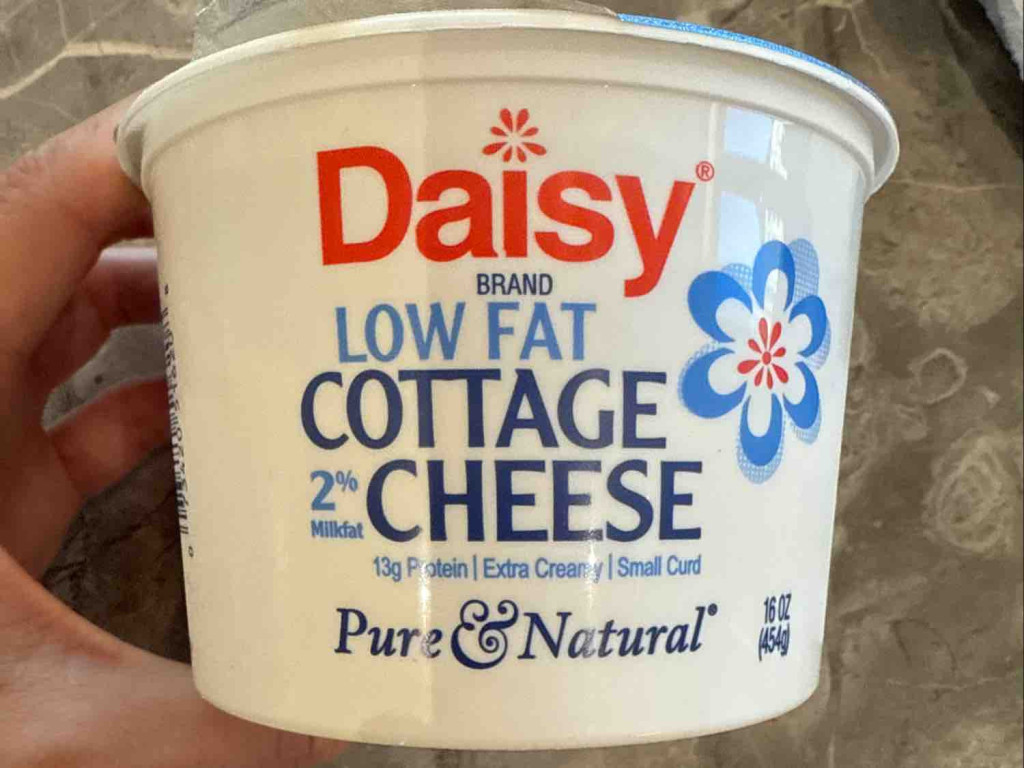 Daisy®
BRAND
LOW FAT
COTTAGE
2%
Milkfat
CHEESE
13g Protein | Extra Creamy | Small Curd
Pure & Natural®
16 OZ
(454g)